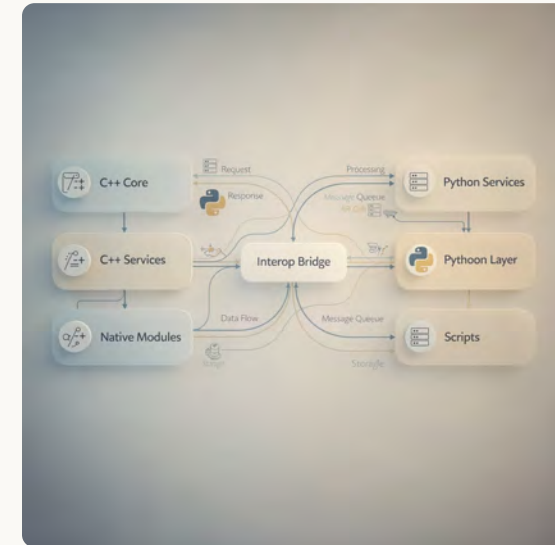 C++ Core
C++ Services
Native Modules
Request
Response
Data Flow
Interop Bridge
Processing
Message Queue
Message Queue
Python Services
Pythoon Layer
Scripts